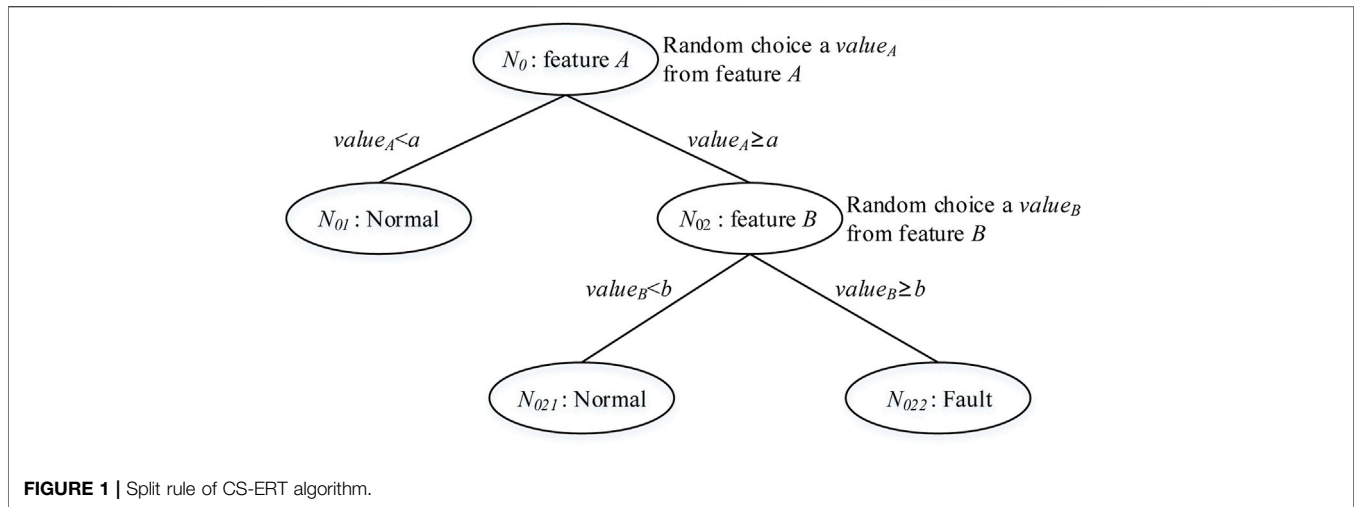 N0 : feature A
Random choice a valueA
from feature A
valueA<a
valueA≥a
N01 : Normal
N02 : feature B
Random choice a valueB
from feature B
valueB<b
valueB≥b
N021 : Normal
N022 : Fault
FIGURE 1 | Split rule of CS-ERT algorithm.